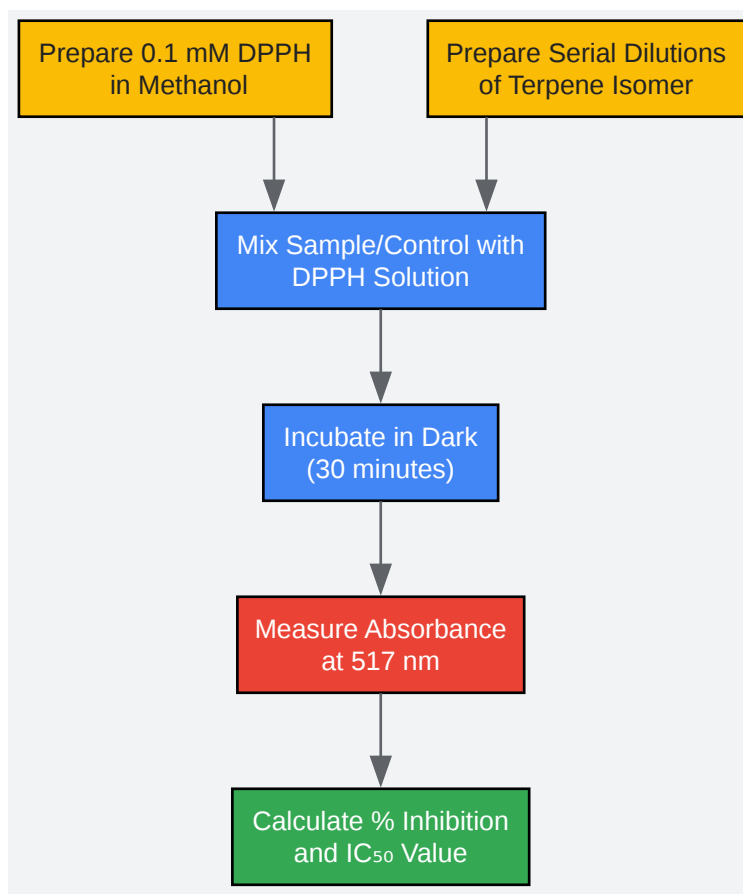 Prepare 0.1 mM DPPH
in Methanol
Prepare Serial Dilutions
of Terpene Isomer
Mix Sample/Control with
DPPH Solution
Incubate in Dark
(30 minutes)
Measure Absorbance
at 517 nm
Calculate % Inhibition
and IC₅₀ Value